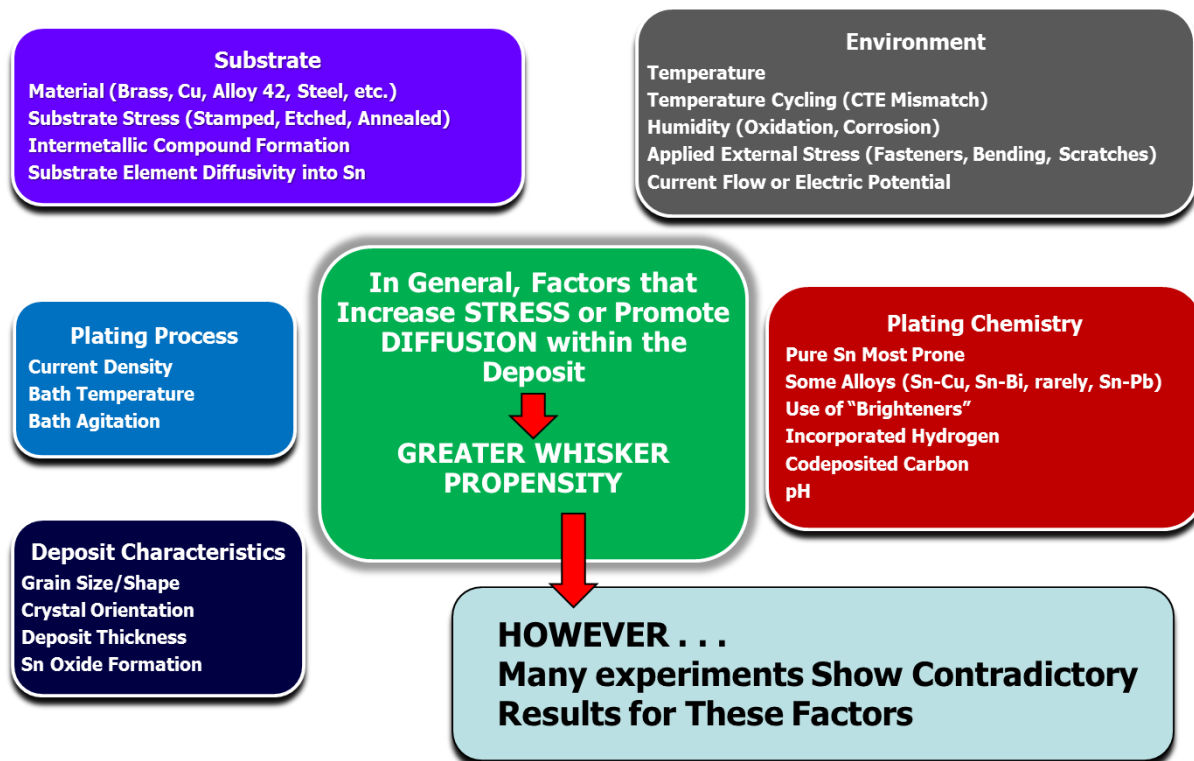 Substrate
Material (Brass, Cu, Alloy 42, Steel, etc.)
Substrate Stress (Stamped, Etched, Annealed)
Intermetallic Compound Formation
Substrate Element Diffusivity into Sn
Environment
Temperature
Temperature Cycling (CTE Mismatch)
Humidity (Oxidation, Corrosion)
Applied External Stress (Fasteners, Bending, Scratches)
Current Flow or Electric Potential
Plating Process
Current Density
Bath Temperature
Bath Agitation
In General, Factors that
Increase STRESS or Promote
DIFFUSION within the
Deposit
GREATER WHISKER
PROPENSITY
Plating Chemistry
Pure Sn Most Prone
Some Alloys (Sn-Cu, Sn-Bi, rarely, Sn-Pb)
Use of “Brighteners”
Incorporated Hydrogen
Codeposited Carbon
pH
Deposit Characteristics
Grain Size/Shape
Crystal Orientation
Deposit Thickness
Sn Oxide Formation
HOWEVER . . .
Many experiments Show Contradictory
Results for These Factors